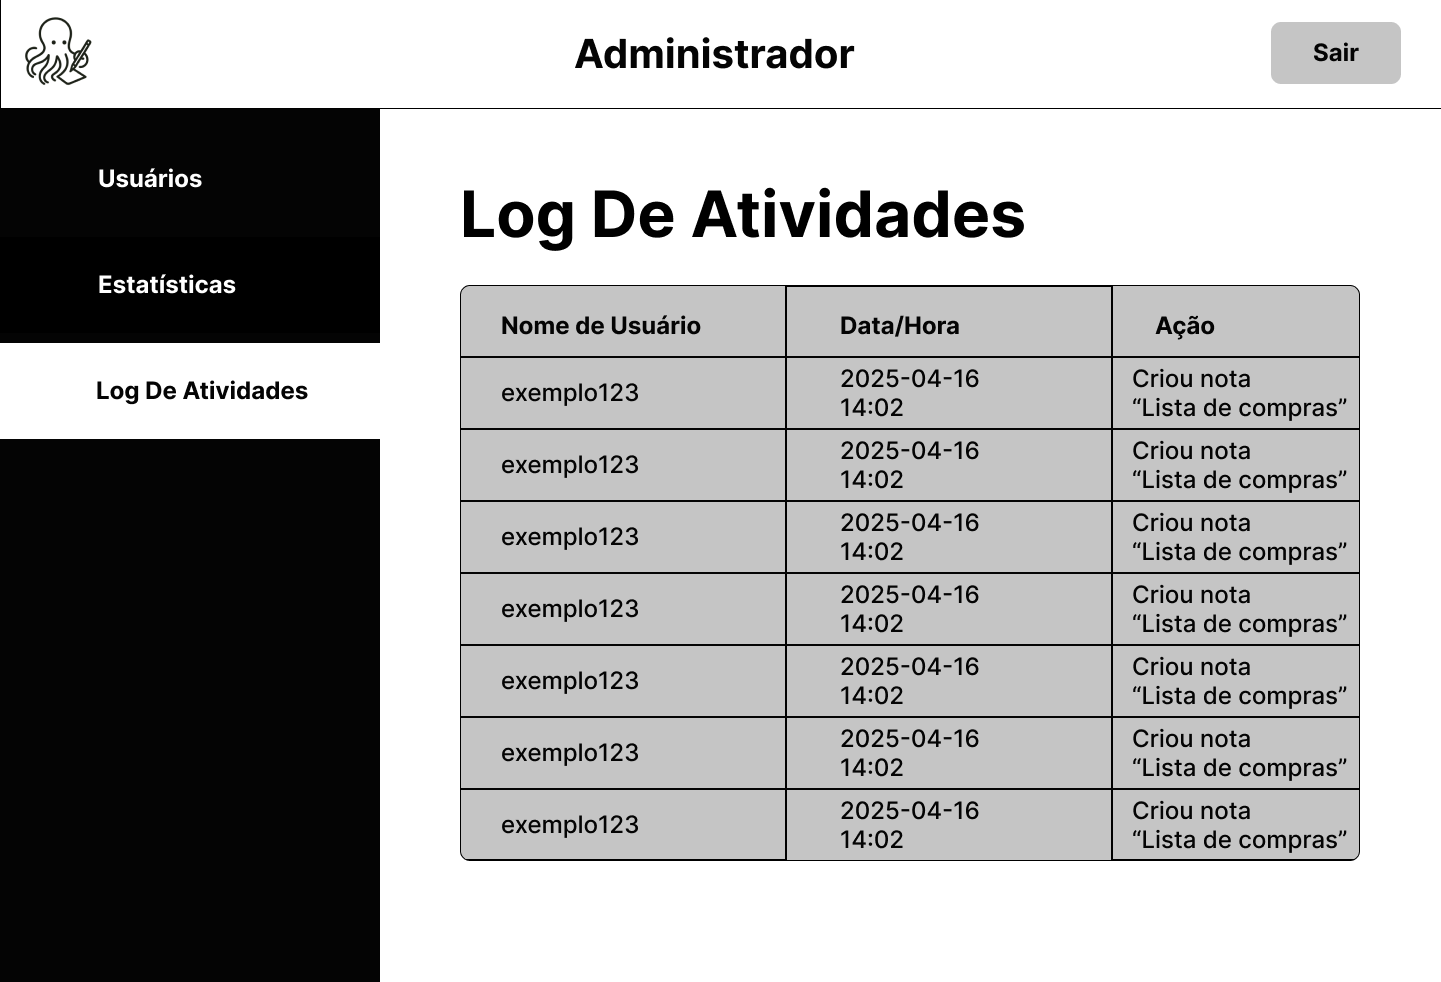 Administrador
Sair
Usuários
Estatísticas
Log De Atividades
Log De Atividades
Nome de Usuário Data/Hora Ação
exemplo123
2025-04-16
14:02
Criou nota
“Lista de compras”
exemplo123
2025-04-16
14:02
Criou nota
“Lista de compras”
exemplo123
2025-04-16
14:02
Criou nota
“Lista de compras”
exemplo123
2025-04-16
14:02
Criou nota
“Lista de compras”
exemplo123
2025-04-16
14:02
Criou nota
“Lista de compras”
exemplo123
2025-04-16
14:02
Criou nota
“Lista de compras”
exemplo123
2025-04-16
14:02
Criou nota
“Lista de compras”